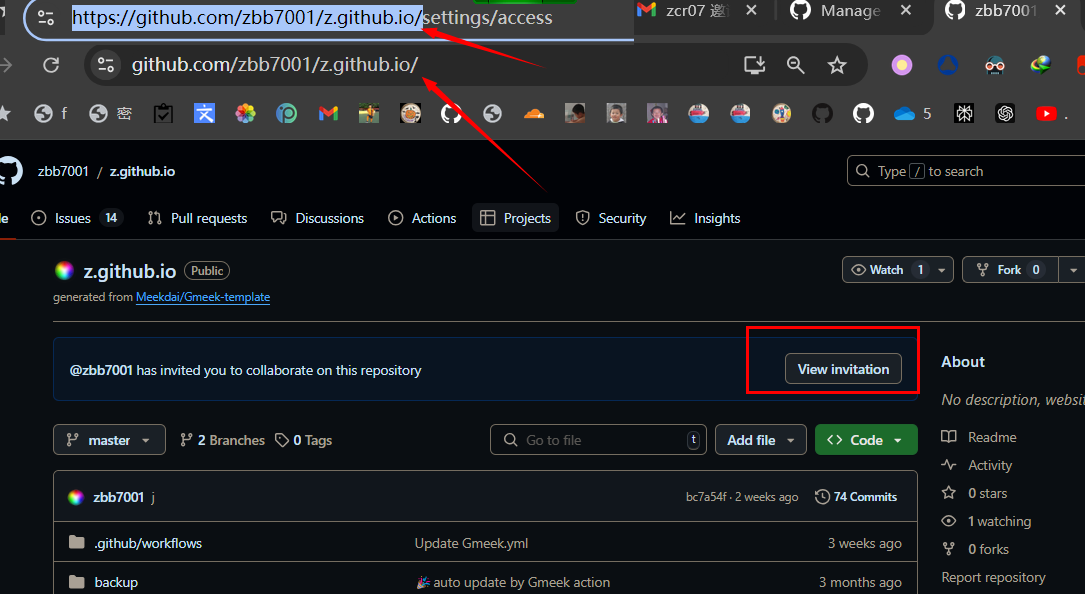 https://github.com/zbb7001/z.github.io/settings/access
zcr07 邀 Manage zbb7001
github.com/zbb7001/z.github.io/
f 密 5
zbb7001 / z.github.io
Type / to search
Issues 14 Pull requests Discussions Actions Projects Security Insights
z.github.io Public
Watch 1 Fork 0
generated from Meekdai/Gmeek-template
@zbb7001 has invited you to collaborate on this repository
View invitation
About
No description, websit
master 2 Branches 0 Tags
Go to file t
Add file
Code
Readme
Activity
zbb7001 j
bc7a54f · 2 weeks ago
74 Commits
0 stars
1 watching
.github/workflows Update Gmeek.yml 3 weeks ago
0 forks
backup 🎉 auto update by Gmeek action 3 months ago
Report repository